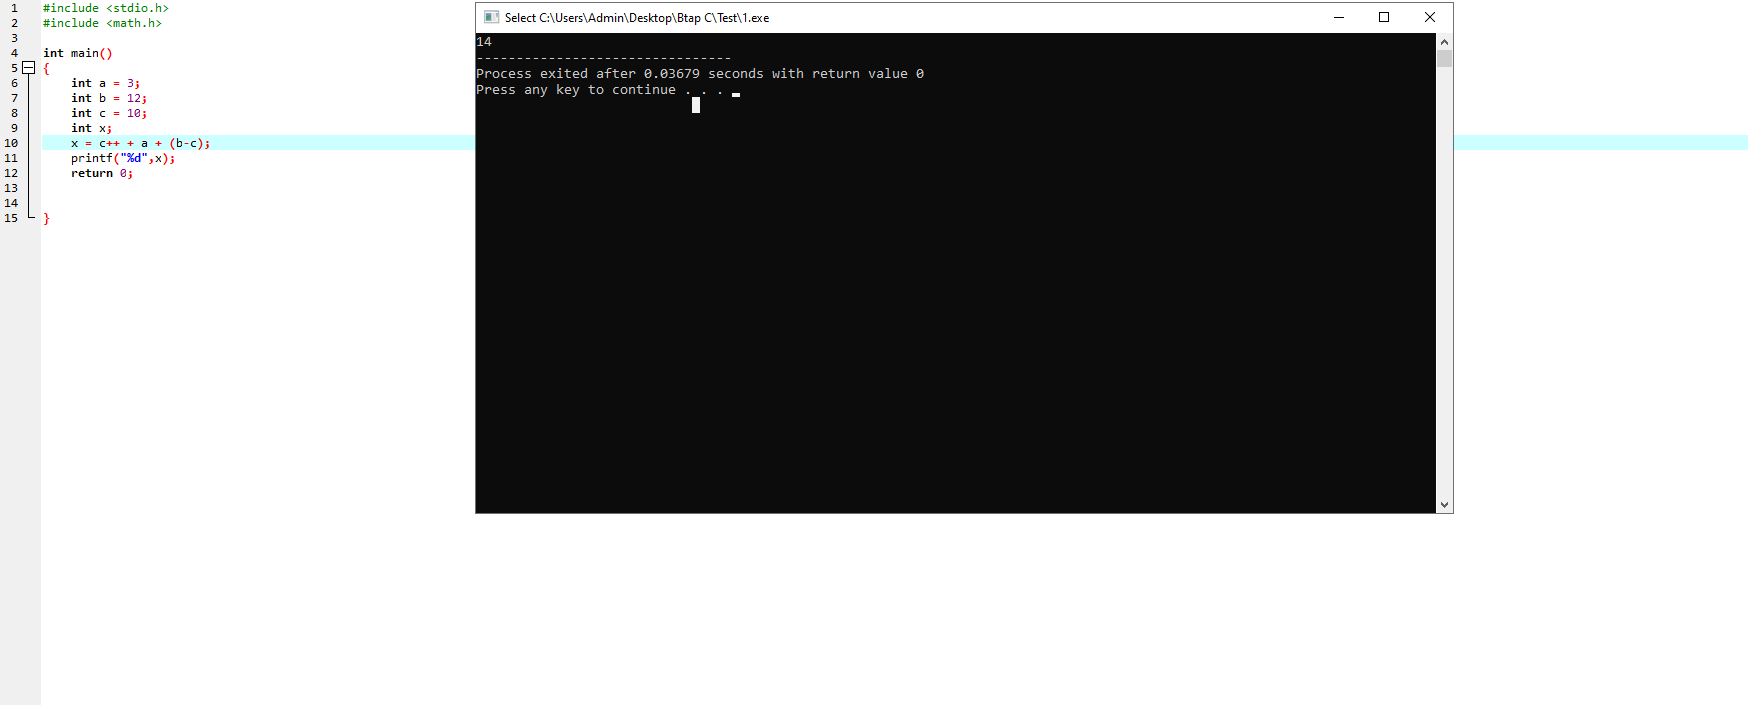 1 #include <stdio.h>
2 #include <math.h>
3
4 int main()
5 {
6 int a = 3;
7 int b = 12;
8 int c = 10;
9 int x;
10 x = c++ + a + (b-c);
11 printf("%d",x);
12 return 0;
13
14
15 }
Select C:\Users\Admin\Desktop\Btap C\Test\1.exe
14
--------------------------------
Process exited after 0.03679 seconds with return value 0
Press any key to continue . . .